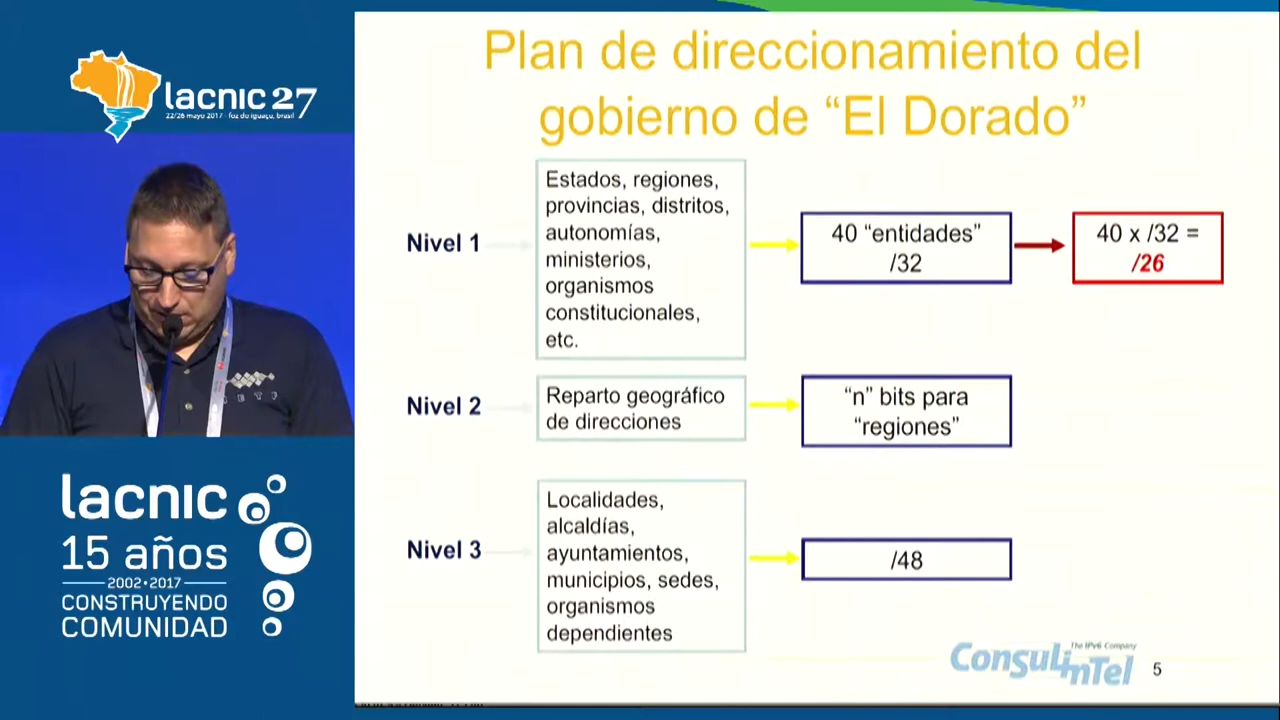 lacnic 27
22/26 mayo 2017 - foz do iguaçu, brasil
lacnic
15 años
2002•2017
CONSTRUYENDO
COMUNIDAD
Plan de direccionamiento del
gobierno de “El Dorado”
Nivel 1
Estados, regiones,
provincias, distritos,
autonomías,
ministerios,
organismos
constitucionales,
etc.
40 “entidades”
/32
40 x /32 =
/26
Nivel 2
Reparto geográfico
de direcciones
“n” bits para
“regiones”
Nivel 3
Localidades,
alcaldías,
ayuntamientos,
municipios, sedes,
organismos
dependientes
/48
The IPv6 Company
ConsulinTel
5
IETF